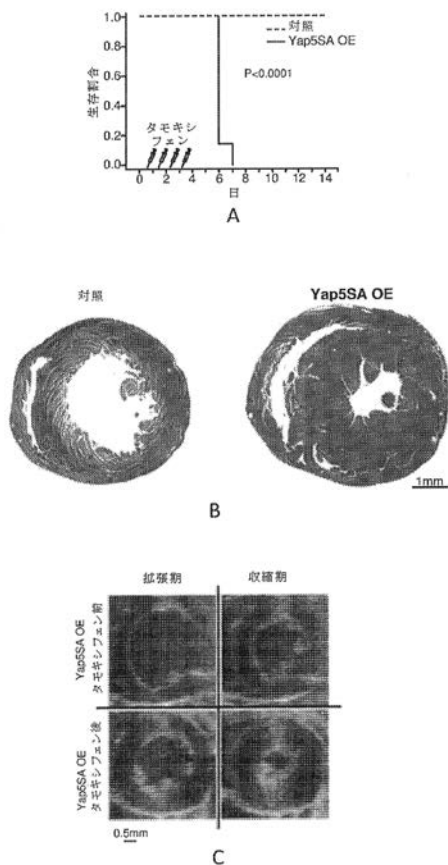 対照
Yap5SA OE
P<0.0001
生存割合
1.0
0.8
0.6
0.4
0.2
0.0
タモキシ
フェン
0 2 4 6 8 10 12 14
日
A
対照
Yap5SA OE
1mm
B
拡張期
収縮期
Yap5SA OE
タモキシフェン前
Yap5SA OE
タモキシフェン後
0.5mm
C